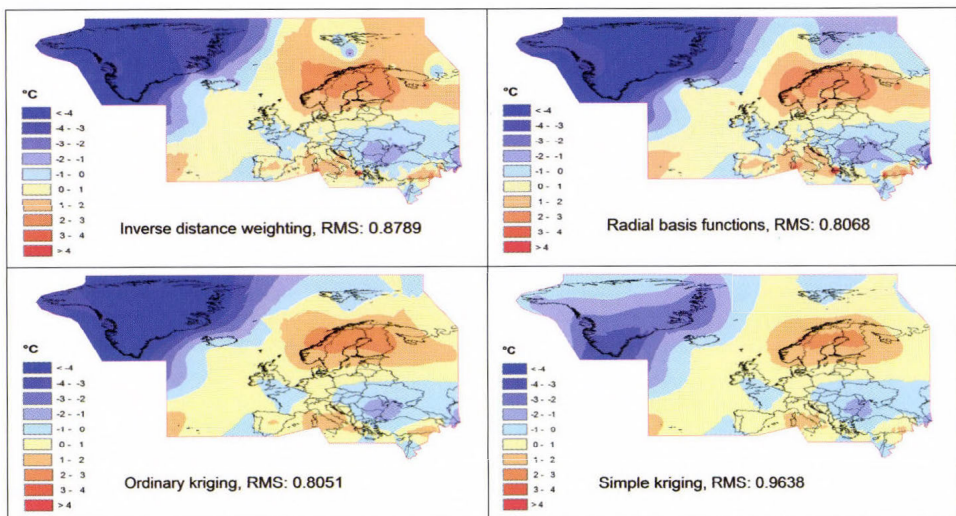 °C
< -4
-4 - -3
-3 - -2
-2 - -1
-1 - 0
0 - 1
1 - 2
2 - 3
3 - 4
> 4
Inverse distance weighting, RMS: 0.8789
°C
< -4
-4 - -3
-3 - -2
-2 - -1
-1 - 0
0 - 1
1 - 2
2 - 3
3 - 4
> 4
Radial basis functions, RMS: 0.8068
°C
< -4
-4 - -3
-3 - -2
-2 - -1
-1 - 0
0 - 1
1 - 2
2 - 3
3 - 4
> 4
Ordinary kriging, RMS: 0.8051
°C
< -4
-4 - -3
-3 - -2
-2 - -1
-1 - 0
0 - 1
1 - 2
2 - 3
3 - 4
> 4
Simple kriging, RMS: 0.9638